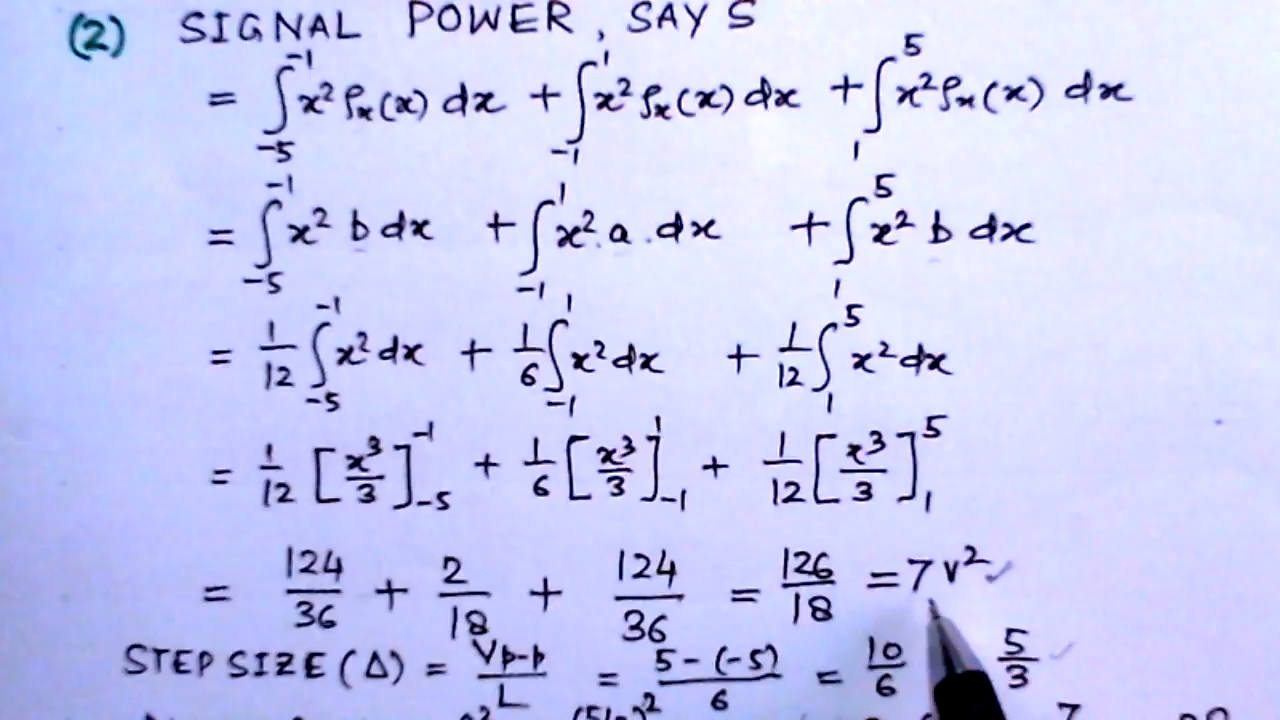 (2) SIGNAL POWER, SAY S
= ∫_{-5}^{-1} x² ρₓ(x) dx + ∫_{-1}^{1} x² ρₓ(x) dx + ∫_{1}^{5} x² ρₓ(x) dx
= ∫_{-5}^{-1} x² b dx + ∫_{-1}^{1} x². a . dx + ∫_{1}^{5} x² b dx
= 1/12 ∫_{-5}^{-1} x² dx + 1/6 ∫_{-1}^{1} x² dx + 1/12 ∫_{1}^{5} x² dx
= 1/12 [x³/3]_{-5}^{-1} + 1/6 [x³/3]_{-1}^{1} + 1/12 [x³/3]_{1}^{5}
= 124/36 + 2/18 + 124/36 = 126/18 = 7 V² ✓
STEP SIZE (Δ) = Vp-p/L = 5-(-5)/6 = 10/6 5/3 ✓